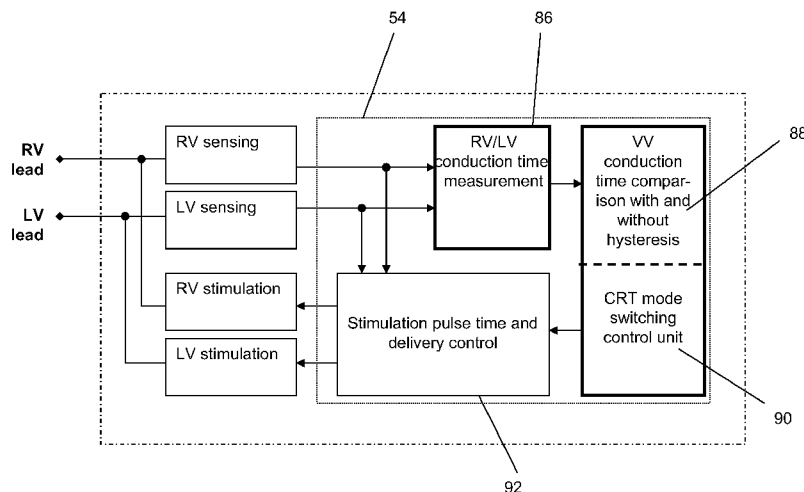 54
86
RV
lead
LV
lead
RV sensing
LV sensing
RV stimulation
LV stimulation
RV/LV
conduction time
measurement
VV
conduction
time compar-
ison with and
without
hysteresis
88
CRT mode
switching
control unit
Stimulation pulse time and
delivery control
90
92